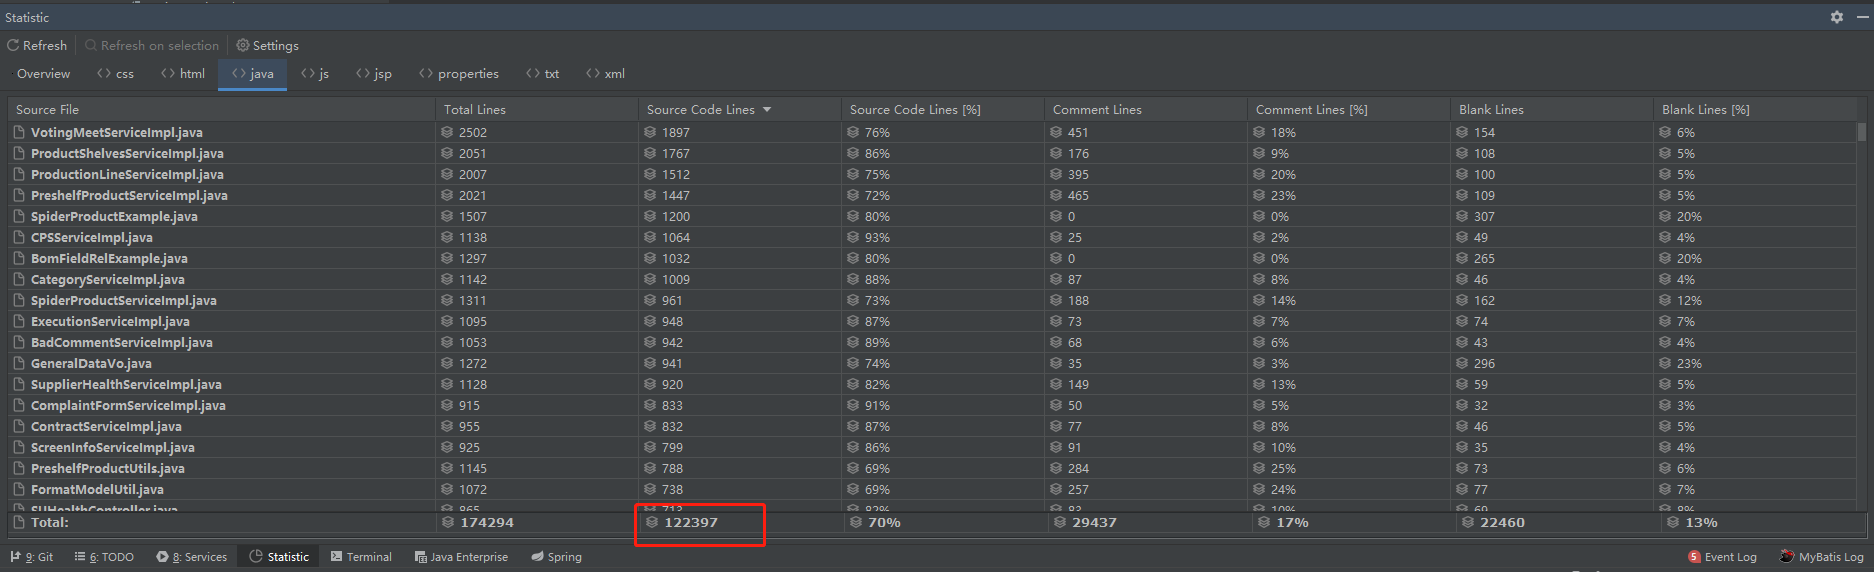 Statistic
Refresh Refresh on selection Settings
Overview css html java js jsp properties txt xml
Source File Total Lines Source Code Lines Source Code Lines [%] Comment Lines Comment Lines [%] Blank Lines Blank Lines [%]
VotingMeetServiceImpl.java 2502 1897 76% 451 18% 154 6%
ProductShelvesServiceImpl.java 2051 1767 86% 176 9% 108 5%
ProductionLineServiceImpl.java 2007 1512 75% 395 20% 100 5%
PreshelfProductServiceImpl.java 2021 1447 72% 465 23% 109 5%
SpiderProductExample.java 1507 1200 80% 0 0% 307 20%
CPSServiceImpl.java 1138 1064 93% 25 2% 49 4%
BomFieldRelExample.java 1297 1032 80% 0 0% 265 20%
CategoryServiceImpl.java 1142 1009 88% 87 8% 46 4%
SpiderProductServiceImpl.java 1311 961 73% 188 14% 162 12%
ExecutionServiceImpl.java 1095 948 87% 73 7% 74 7%
BadCommentServiceImpl.java 1053 942 89% 68 6% 43 4%
GeneralDataVo.java 1272 941 74% 35 3% 296 23%
SupplierHealthServiceImpl.java 1128 920 82% 149 13% 59 5%
ComplaintFormServiceImpl.java 915 833 91% 50 5% 32 3%
ContractServiceImpl.java 955 832 87% 77 8% 46 5%
ScreenInfoServiceImpl.java 925 799 86% 91 10% 35 4%
PreshelfProductUtils.java 1145 788 69% 284 25% 73 6%
FormatModelUtil.java 1072 738 69% 257 24% 77 7%
Total: 174294 122397 70% 29437 17% 22460 13%
9: Git 6: TODO 8: Services Statistic Terminal Java Enterprise Spring 5 Event Log MyBatis Log